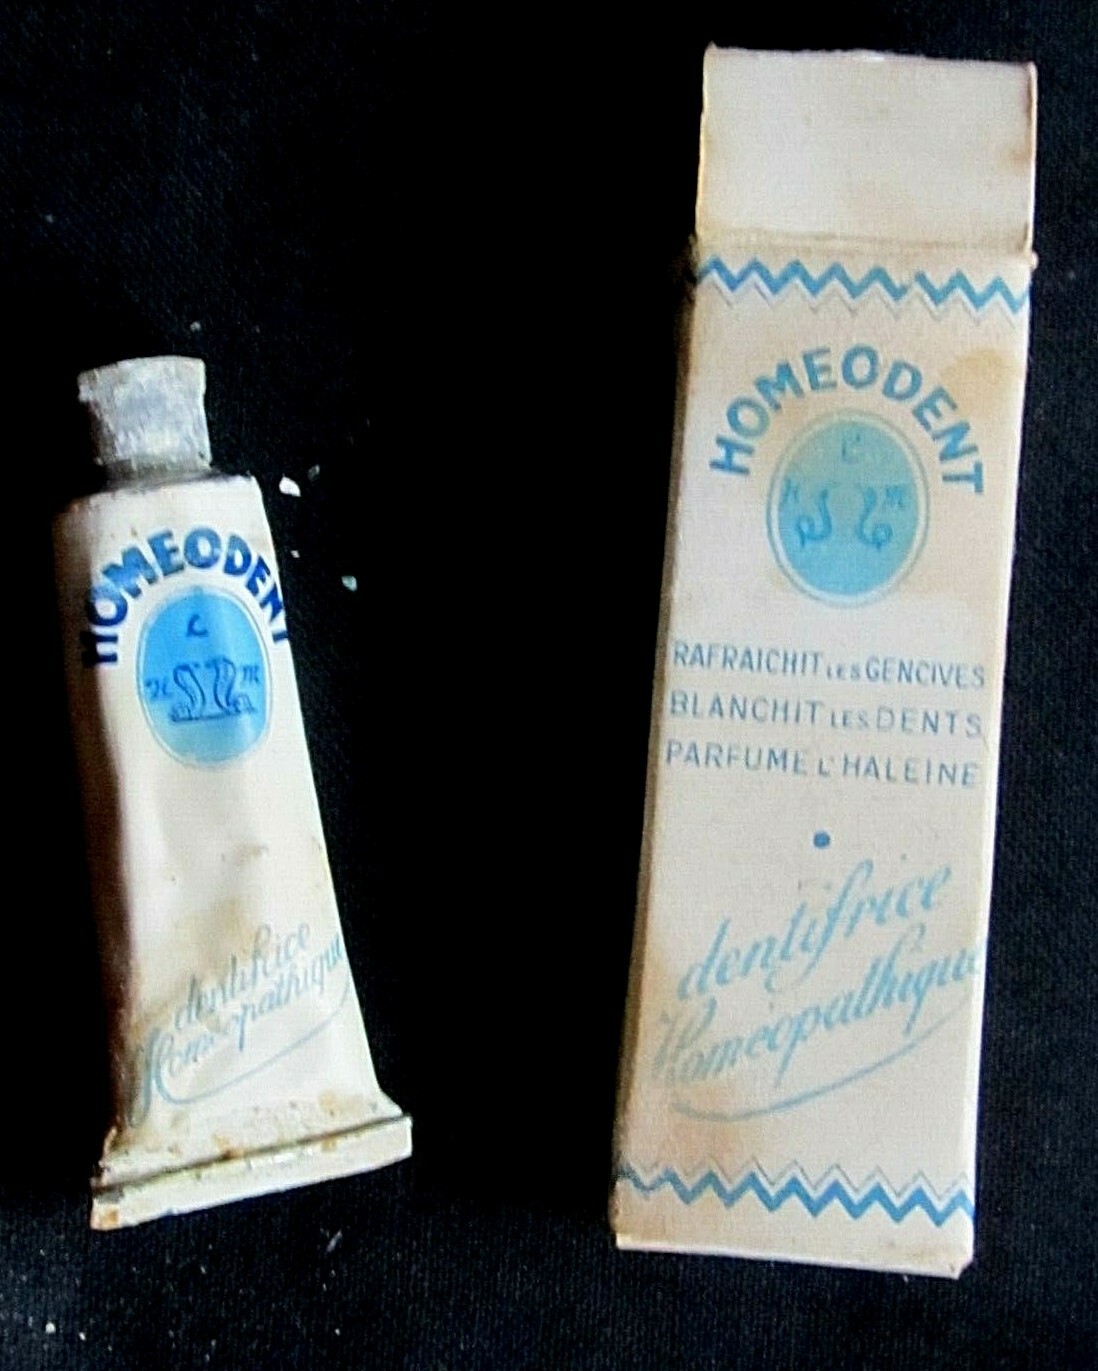 HOMEODENT
L
H M
dentifrice
Homéopathique
HOMEODENT
L
H M
RAFRAICHIT LES GENCIVES
BLANCHIT LES DENTS
PARFUME L'HALEINE
dentifrice
Homéopathique